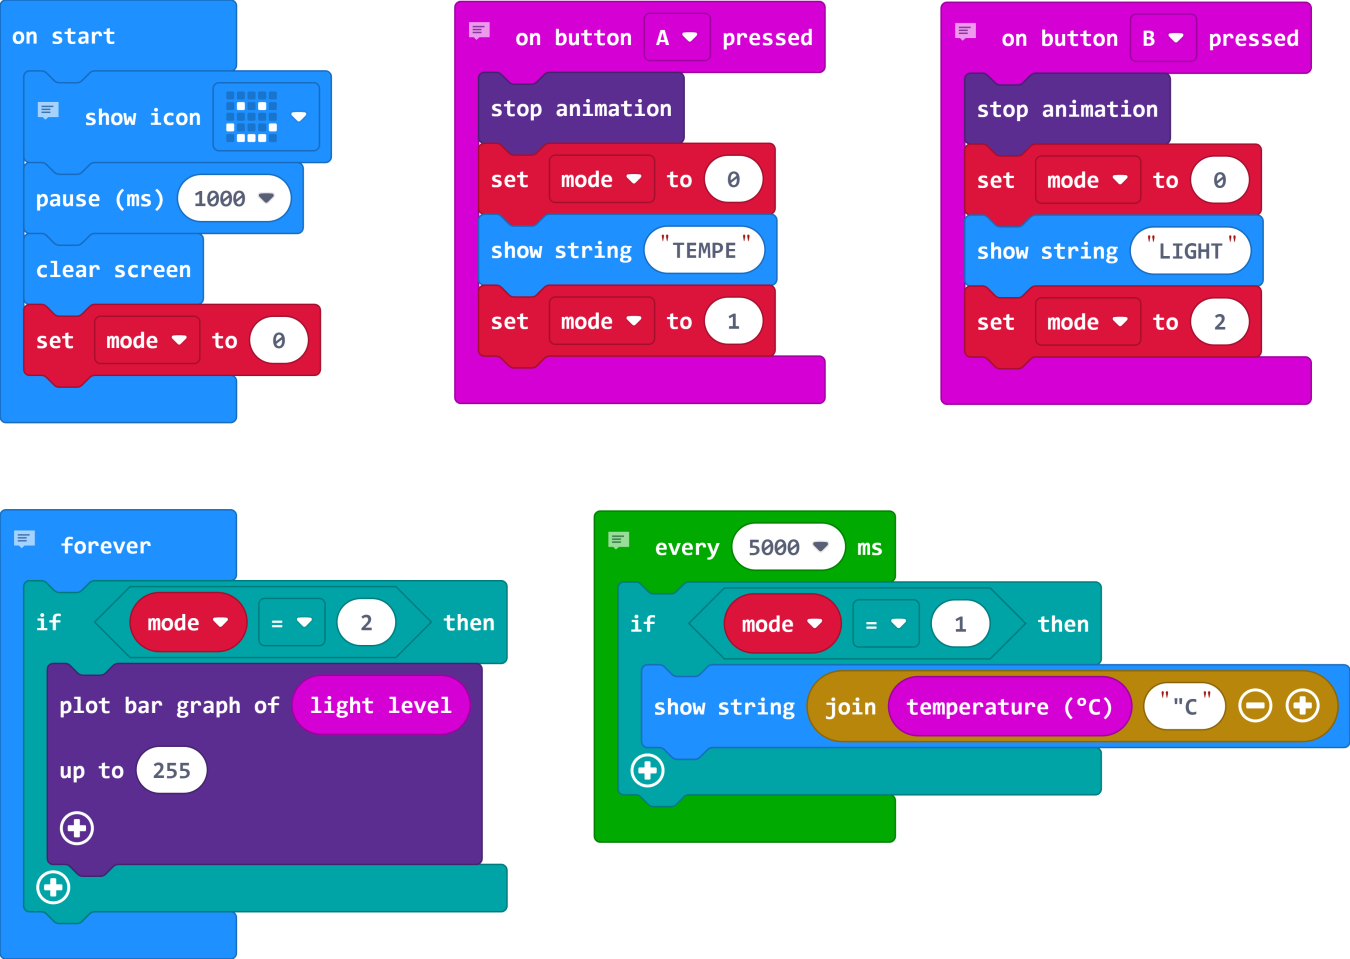 on start
show icon
pause (ms) 1000
clear screen
set mode to 0
on button A pressed
stop animation
set mode to 0
show string "TEMPE"
set mode to 1
on button B pressed
stop animation
set mode to 0
show string "LIGHT"
set mode to 2
forever
if mode = 2 then
plot bar graph of light level
up to 255
every 5000 ms
if mode = 1 then
show string join temperature (ºC) ""C"